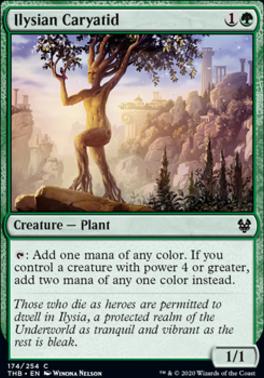 Ilysian Caryatid 1
Creature — Plant
: Add one mana of any color. If you
control a creature with power 4 or greater,
add two mana of any one color instead.
Those who die as heroes are permitted to
dwell in Ilysia, a protected realm of the
Underworld as tranquil and vibrant as the
rest is bleak.
1/1
174/254 C
THB • EN Winona Nelson
™ & © 2020 Wizards of the Coast